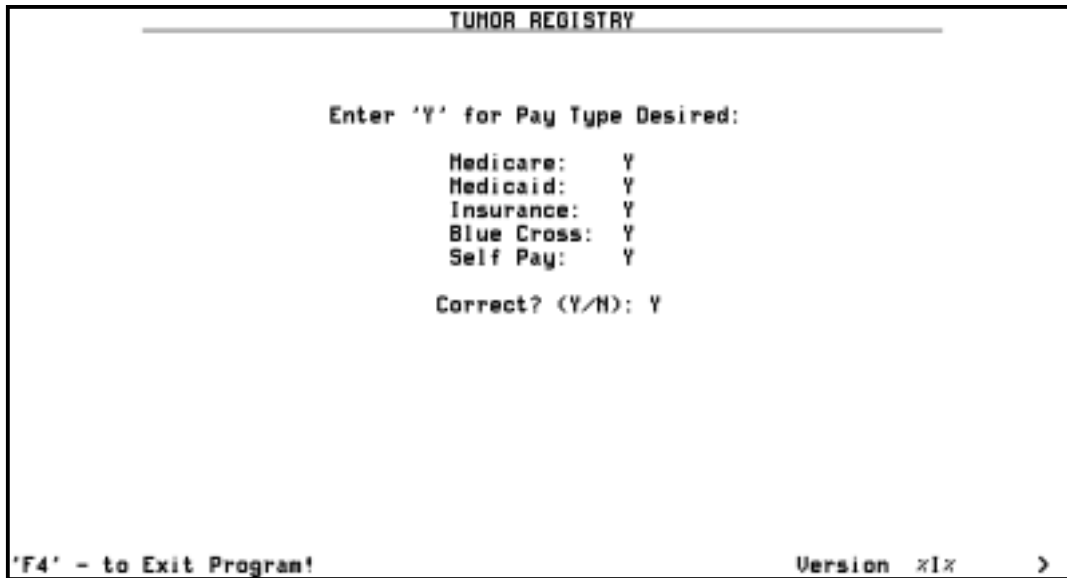 TUMOR REGISTRY
Enter 'Y' for Pay Type Desired:
Medicare: Y
Medicaid: Y
Insurance: Y
Blue Cross: Y
Self Pay: Y
Correct? (Y/N): Y
'F4' - to Exit Program! Version %I% >